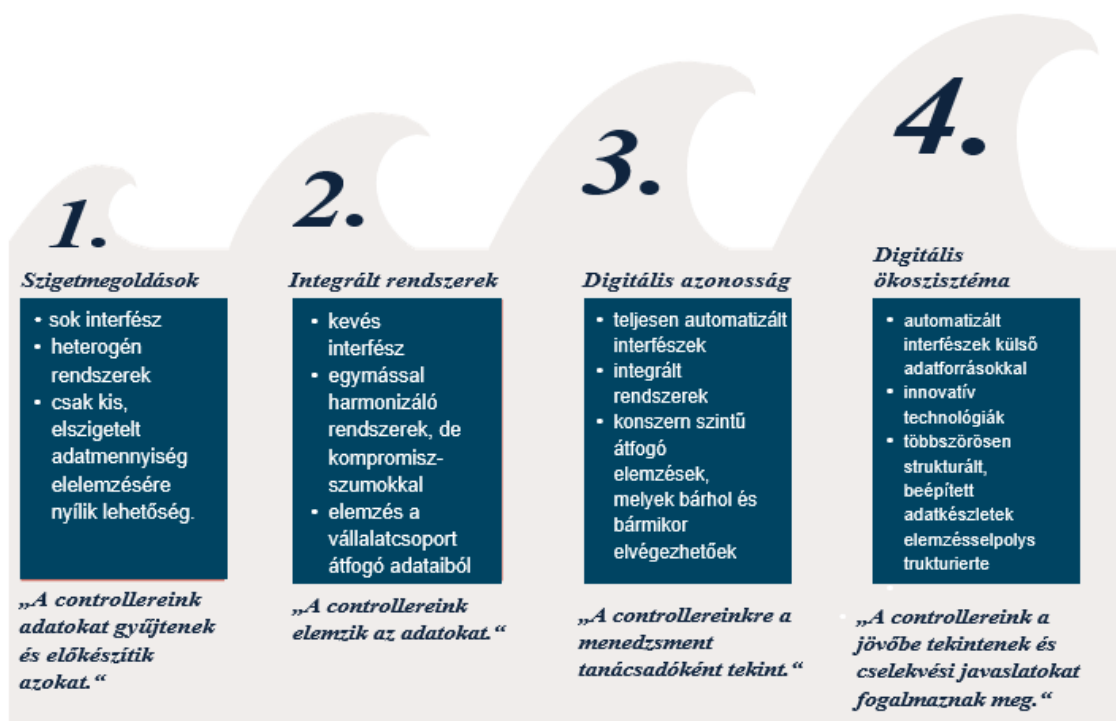 1.
Szigetmegoldások
• sok interfész
• heterogén
rendszerek
• csak kis,
elszigetelt
adatmennyiség
elelemzésére
nyílik lehetőség.
„A controllereink
adatokat gyűjtenek
és előkészítik
azokat.“
2.
Integrált rendszerek
• kevés
interfész
• egymással
harmonizáló
rendszerek, de
kompromisz-
szumokkal
• elemzés a
vállalatcsoport
átfogó adataiból
„A controllereink
elemzik az adatokat.“
3.
Digitális azonosság
• teljesen automatizált
interfészek
• integrált
rendszerek
• konszern szintű
átfogó
elemzések,
melyek bárhol és
bármikor
elvégezhetőek
„A controllereinkre a
menedzsment
tanácsadóként tekint.“
4.
Digitális
ökoszisztéma
• automatizált
interfészek külső
adatforrásokkal
• innovatív
technológiák
• többszörösen
strukturált,
beépített
adatkészletek
elemzésselpolys
trukturierte
„A controllereink a
jövőbe tekintenek és
cselekvési javaslatokat
fogalmaznak meg.“